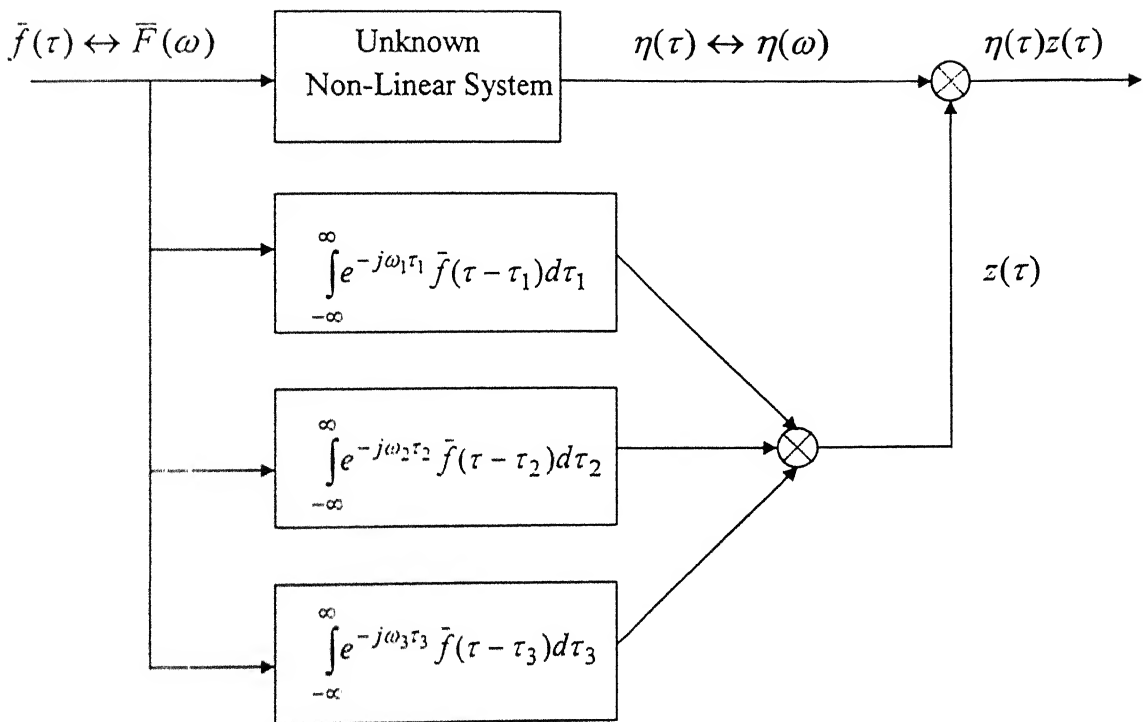 f̄(τ) ↔ F̄(ω)
Unknown
Non-Linear System
η(τ) ↔ η(ω)
η(τ)z(τ)
∫_{-∞}^{∞} e^{-jω₁τ₁} f̄(τ - τ₁)dτ₁
z(τ)
∫_{-∞}^{∞} e^{-jω₂τ₂} f̄(τ - τ₂)dτ₂
∫_{-∞}^{∞} e^{-jω₃τ₃} f̄(τ - τ₃)dτ₃